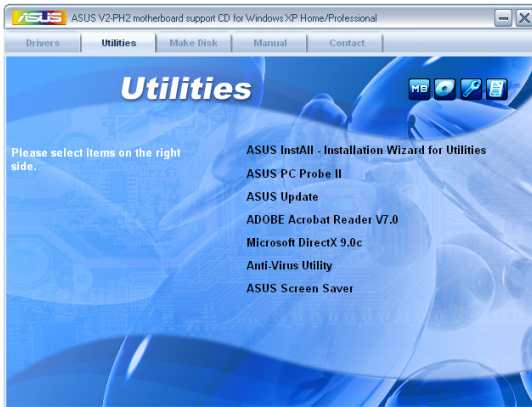 ASUS ASUS V2-PH2 motherboard support CD for Windows XP Home/Professional
Drivers Utilities Make Disk Manual Contact
Utilities
MB
Please select items on the right
side.
ASUS InstAll - Installation Wizard for Utilities
ASUS PC Probe II
ASUS Update
ADOBE Acrobat Reader V7.0
Microsoft DirectX 9.0c
Anti-Virus Utility
ASUS Screen Saver